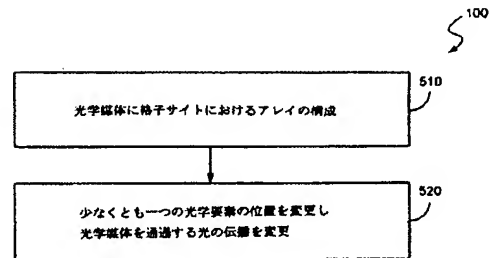 100
510
光学媒体に格子サイトにおけるアレイの構成
520
少なくとも一つの光学要素の位置を変更し
光学媒体を通過する光の伝播を変更